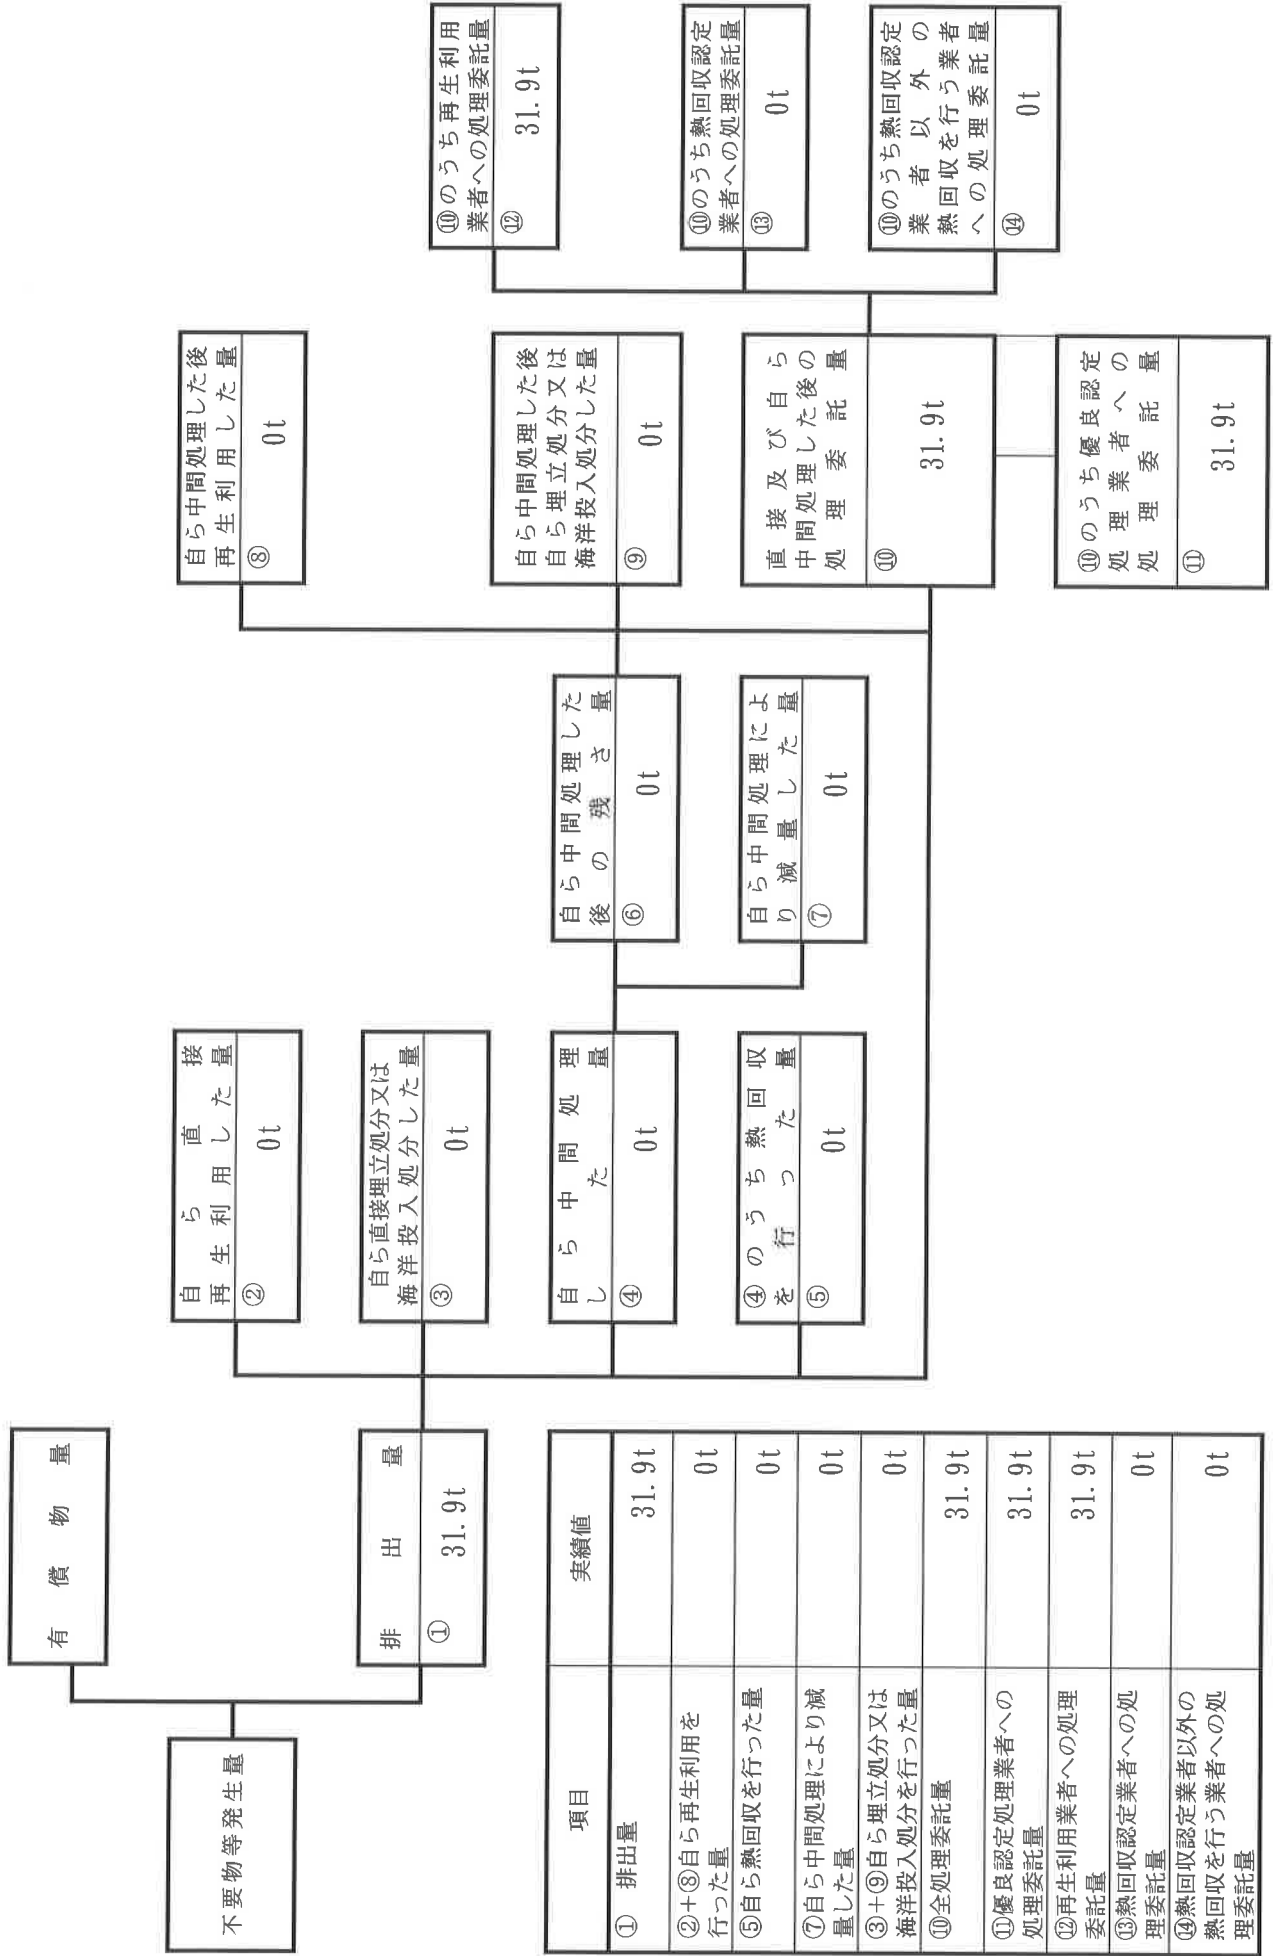 不要物等発生量
有償物量
排出量
① 31.9t
自ら直接
再生利用した量
② 0t
自ら直接埋立処分又は
海洋投入処分した量
③ 0t
自ら中間処理
した量
④ 0t
④のうち熱回収
を行った量
⑤ 0t
自ら中間処理した
後の残さ量
⑥ 0t
自ら中間処理によ
り減量した量
⑦ 0t
自ら中間処理した後
再生利用した量
⑧ 0t
自ら中間処理した後
自ら埋立処分又は
海洋投入処分した量
⑨ 0t
直接及び自ら
中間処理した後の
処理委託量
⑩ 31.9t
⑩のうち優良認定
処理業者への
処理委託量
⑪ 31.9t
⑩のうち再生利用
業者への処理委託量
⑫ 31.9t
⑩のうち熱回収認定
業者への処理委託量
⑬ 0t
⑩のうち熱回収認定
業者以外の
熱回収を行う業者
への処理委託量
⑭ 0t
項目 実績値
① 排出量 31.9t
②+⑧自ら再生利用を
行った量 0t
⑤自ら熱回収を行った量 0t
⑦自ら中間処理により減
量した量 0t
③+⑨自ら埋立処分又は
海洋投入処分を行った量 0t
⑩全処理委託量 31.9t
⑪優良認定処理業者への
処理委託量 31.9t
⑫再生利用業者への処理
委託量 31.9t
⑬熱回収認定業者への処
理委託量 0t
⑭熱回収認定業者以外の
熱回収を行う業者への処
理委託量 0t